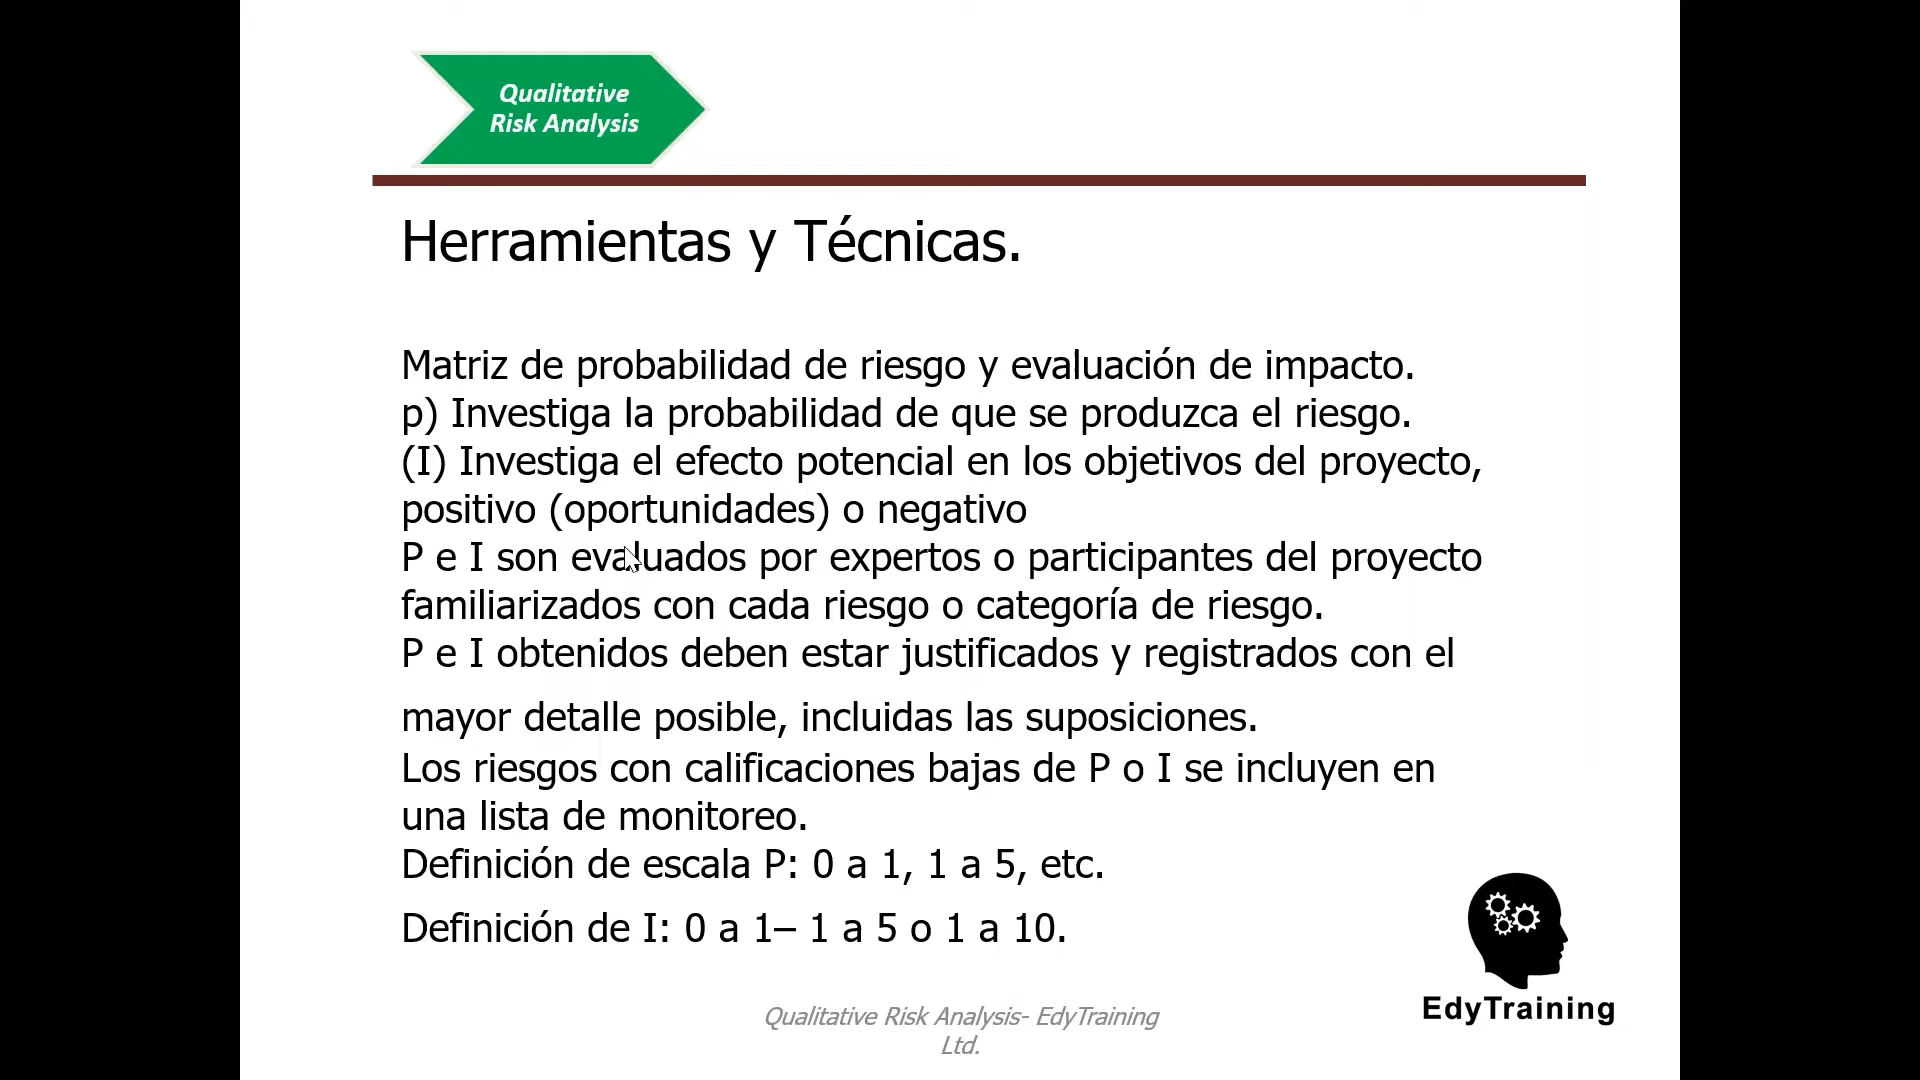 Qualitative
Risk Analysis
Herramientas y Técnicas.
Matriz de probabilidad de riesgo y evaluación de impacto.
p) Investiga la probabilidad de que se produzca el riesgo.
(I) Investiga el efecto potencial en los objetivos del proyecto,
positivo (oportunidades) o negativo
P e I son evaluados por expertos o participantes del proyecto
familiarizados con cada riesgo o categoría de riesgo.
P e I obtenidos deben estar justificados y registrados con el
mayor detalle posible, incluidas las suposiciones.
Los riesgos con calificaciones bajas de P o I se incluyen en
una lista de monitoreo.
Definición de escala P: 0 a 1, 1 a 5, etc.
Definición de I: 0 a 1– 1 a 5 o 1 a 10.
EdyTraining
Qualitative Risk Analysis- EdyTraining
Ltd.